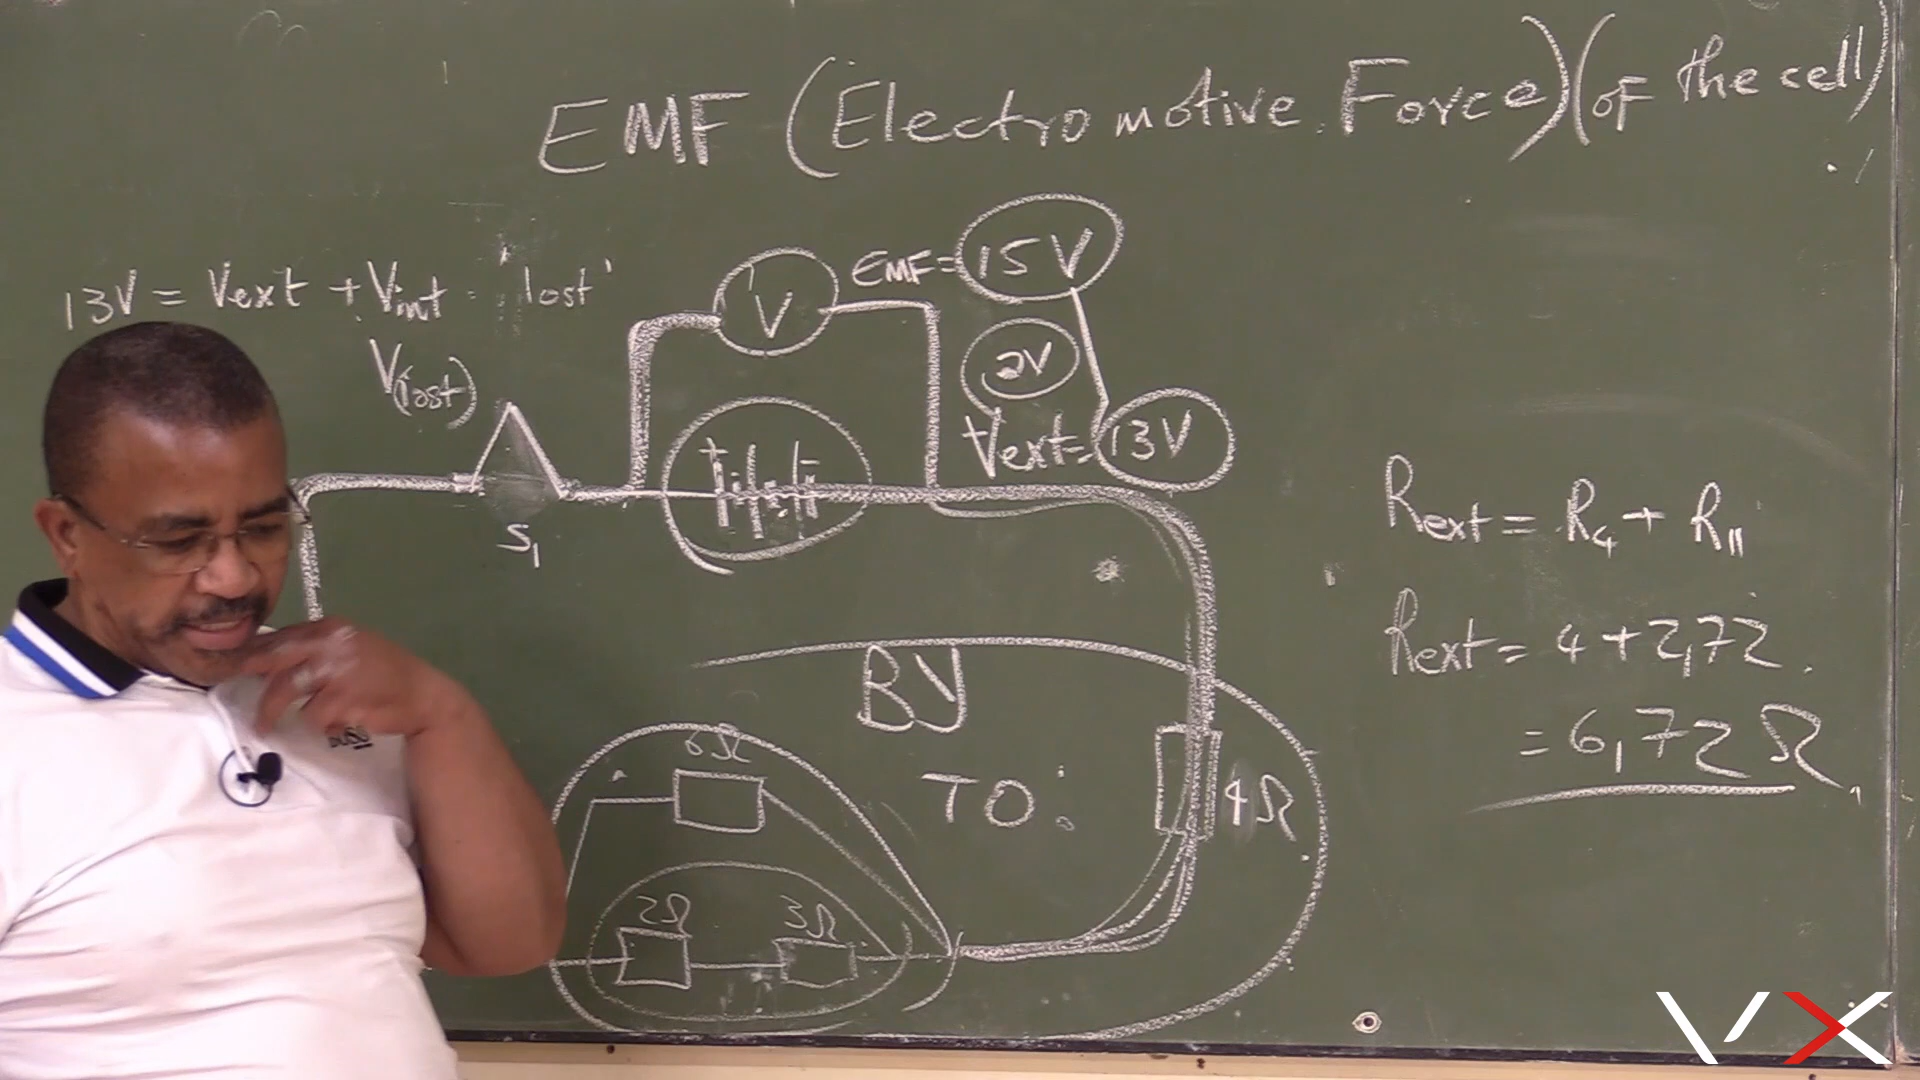 EMF (Electromotive Force) (of the cell)
13V = Vext + Vint = 'lost'
V(lost)
V
EMF = 15V
2V
Vext = 13V
+ -
S1
Rext = R4 + R||
Rext = 4 + 2,72
= 6,72 Ω
BY
TO:
6Ω
4Ω
2Ω 3Ω
VX